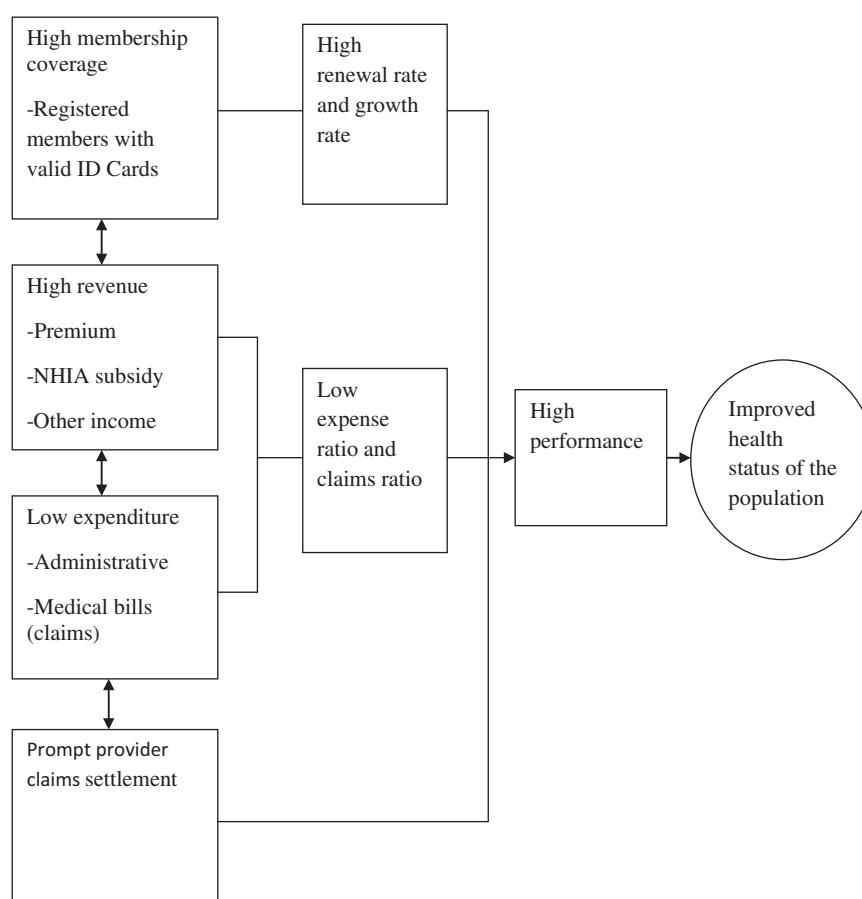 High membership
coverage
-Registered
members with
valid ID Cards
High
renewal rate
and growth
rate
High revenue
-Premium
-NHIA subsidy
-Other income
Low
expense
ratio and
claims ratio
High
performance
Improved
health
status of the
population
Low expenditure
-Administrative
-Medical bills
(claims)
Prompt provider
claims settlement